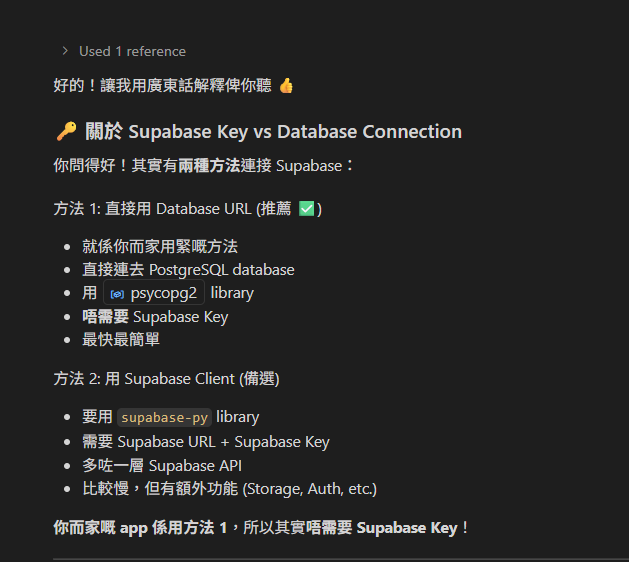 Used 1 reference
好的！讓我用廣東話解釋俾你聽 👍
🔑 關於 Supabase Key vs Database Connection
你問得好！其實有兩種方法連接 Supabase：
方法 1: 直接用 Database URL (推薦 ✅)
• 就係你而家用緊嘅方法
• 直接連去 PostgreSQL database
• 用 psycopg2 library
• 唔需要 Supabase Key
• 最快最簡單
方法 2: 用 Supabase Client (備選)
• 要用 supabase-py library
• 需要 Supabase URL + Supabase Key
• 多咗一層 Supabase API
• 比較慢，但有額外功能 (Storage, Auth, etc.)
你而家嘅 app 係用方法 1，所以其實唔需要 Supabase Key！